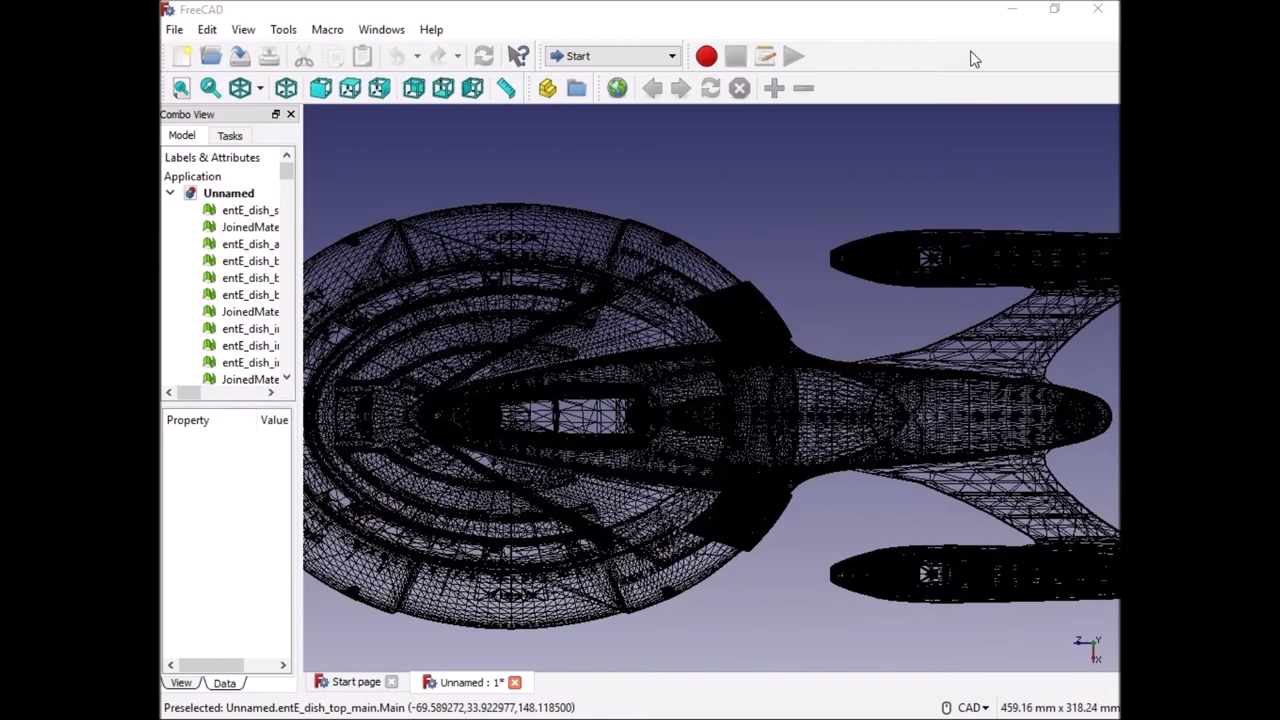 FreeCAD
File Edit View Tools Macro Windows Help
Start
Combo View
Model Tasks
Labels & Attributes
Application
Unnamed
entE_dish_s
JoinedMate
entE_dish_a
entE_dish_b
entE_dish_b
entE_dish_b
JoinedMate
entE_dish_i
entE_dish_i
entE_dish_i
JoinedMate
Property Value
View Data
Start page Unnamed : 1*
Z Y
X
Preselected: Unnamed.entE_dish_top_main.Main (-69.589272,33.922977,148.118500) CAD 459.16 mm x 318.24 mm